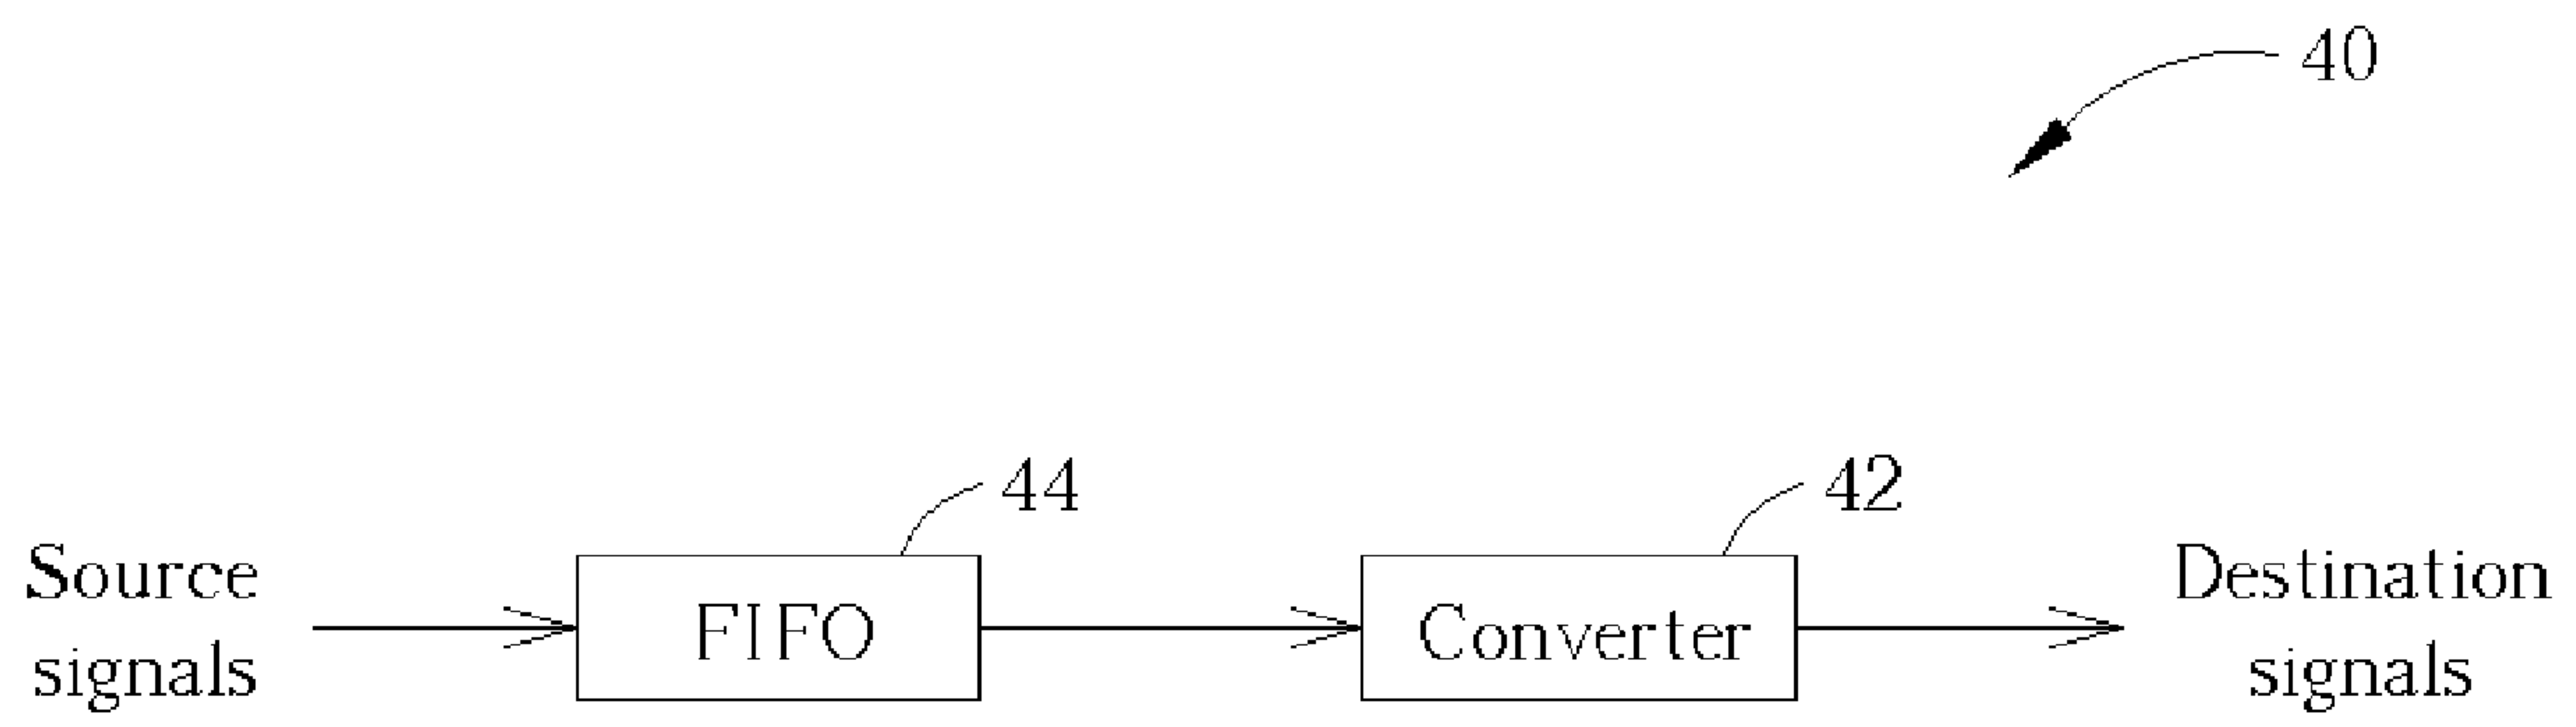 40
44
42
Source
signals
FIFO
Converter
Destination
signals